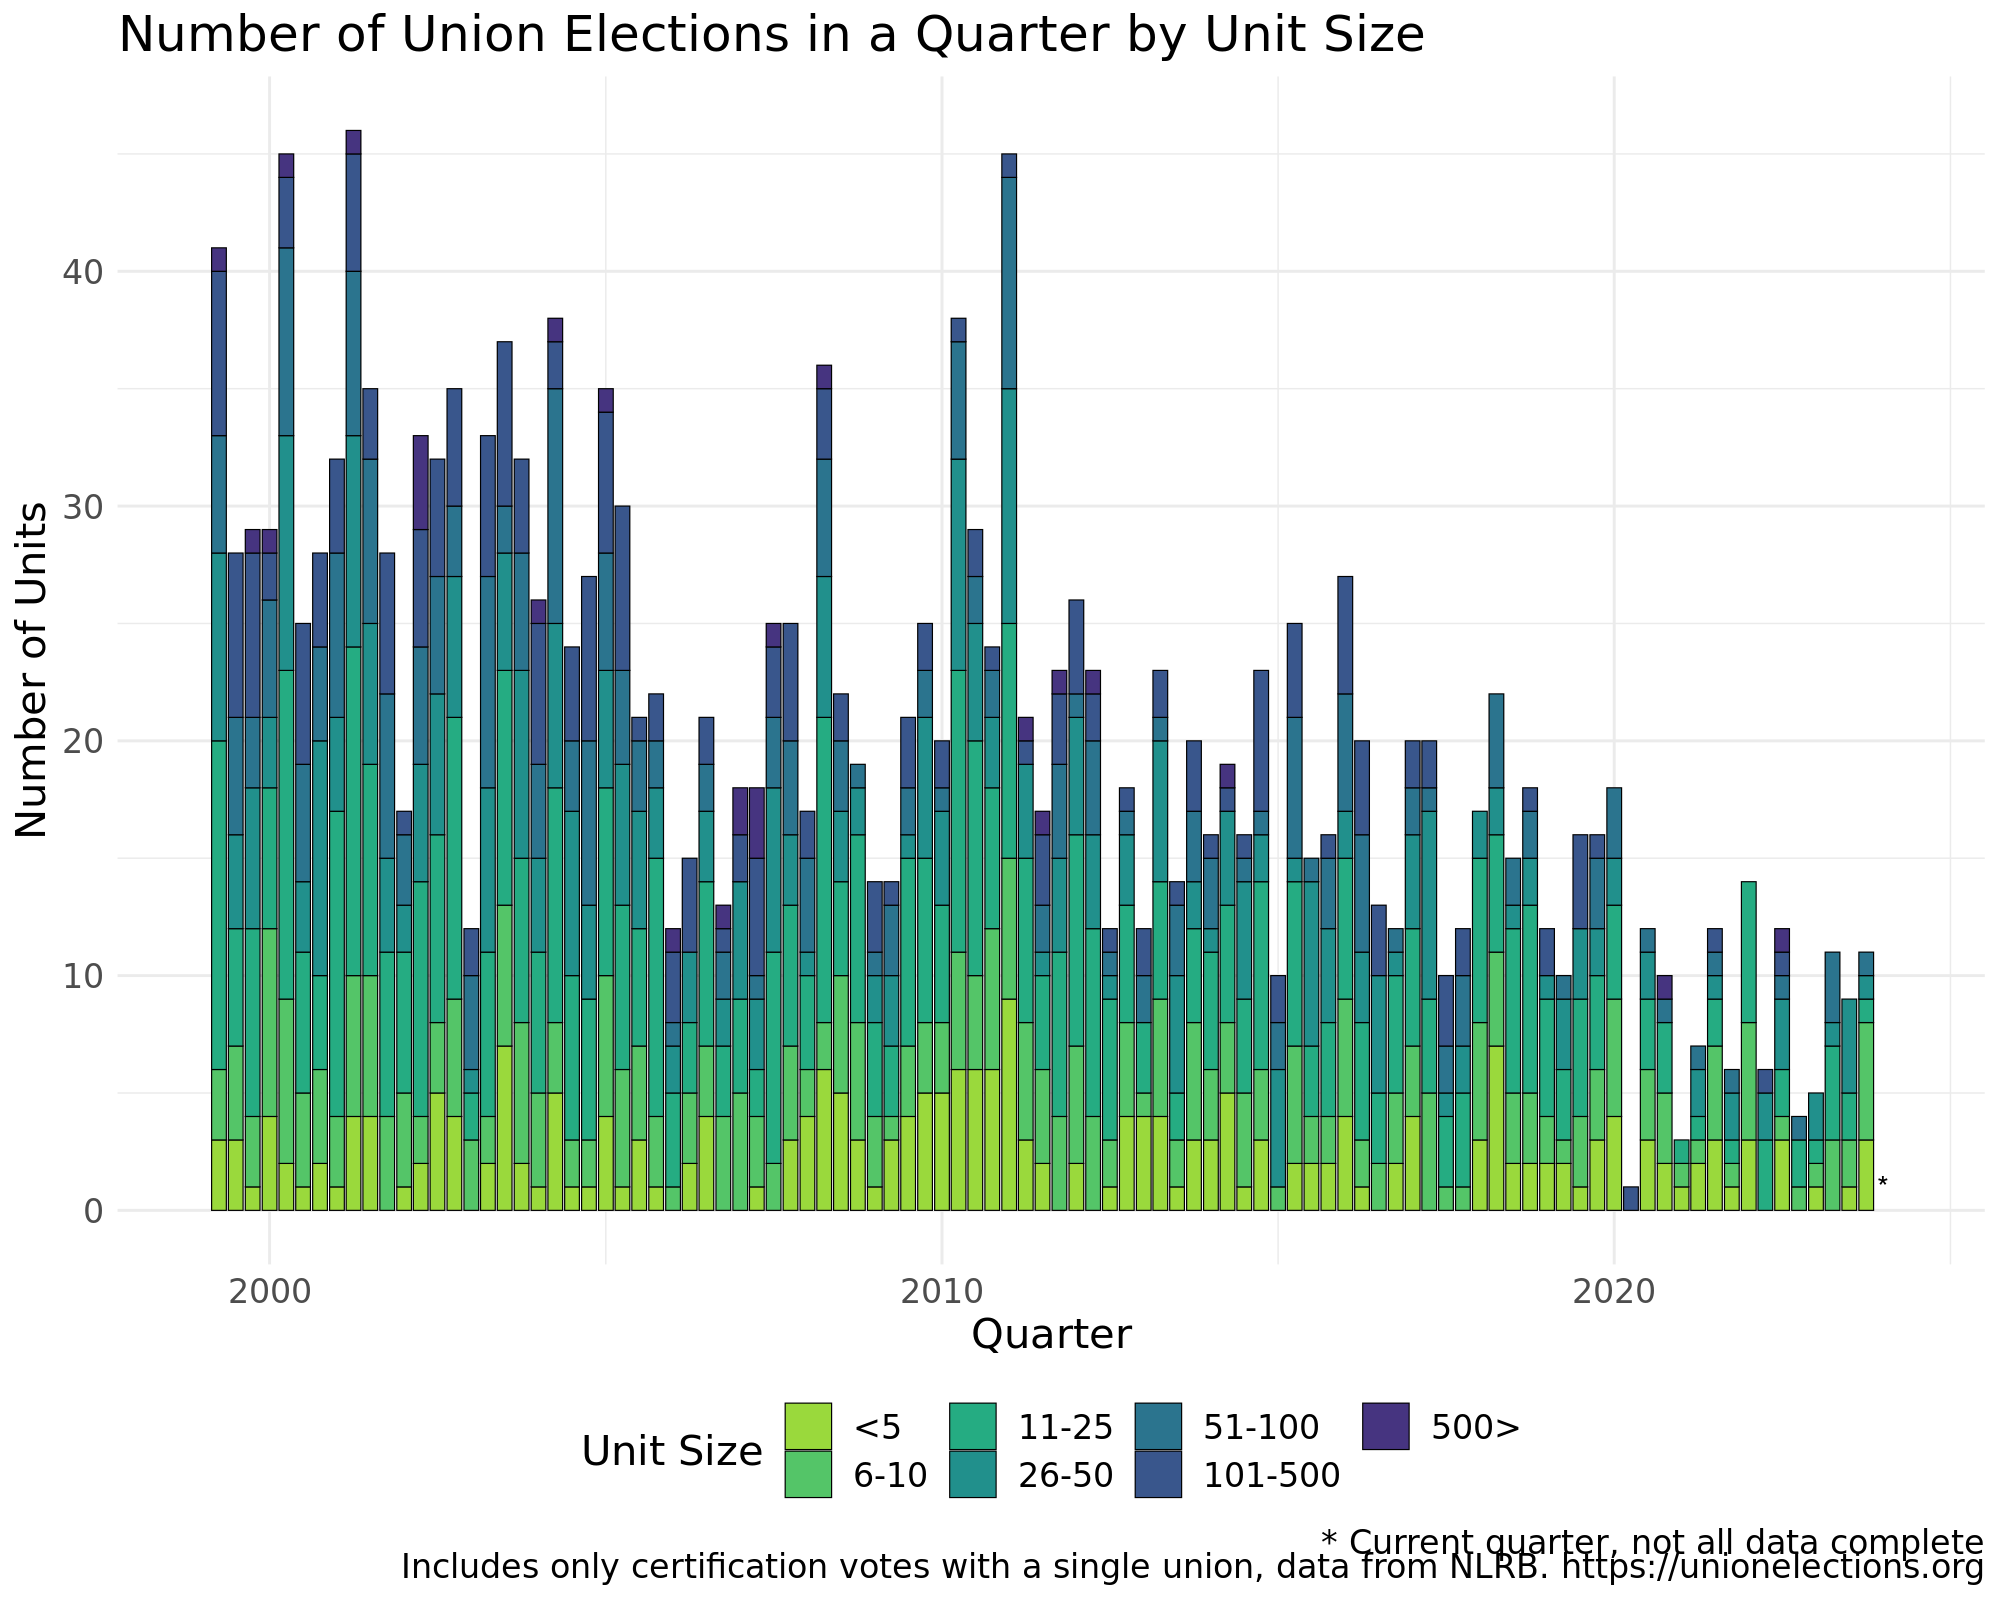 Number of Union Elections in a Quarter by Unit Size
Number of Units
40
30
20
10
0
*
2000 2010 2020
Quarter
Unit Size
<5 11-25 51-100 500>
6-10 26-50 101-500
* Current quarter, not all data complete
Includes only certification votes with a single union, data from NLRB. https://unionelections.org